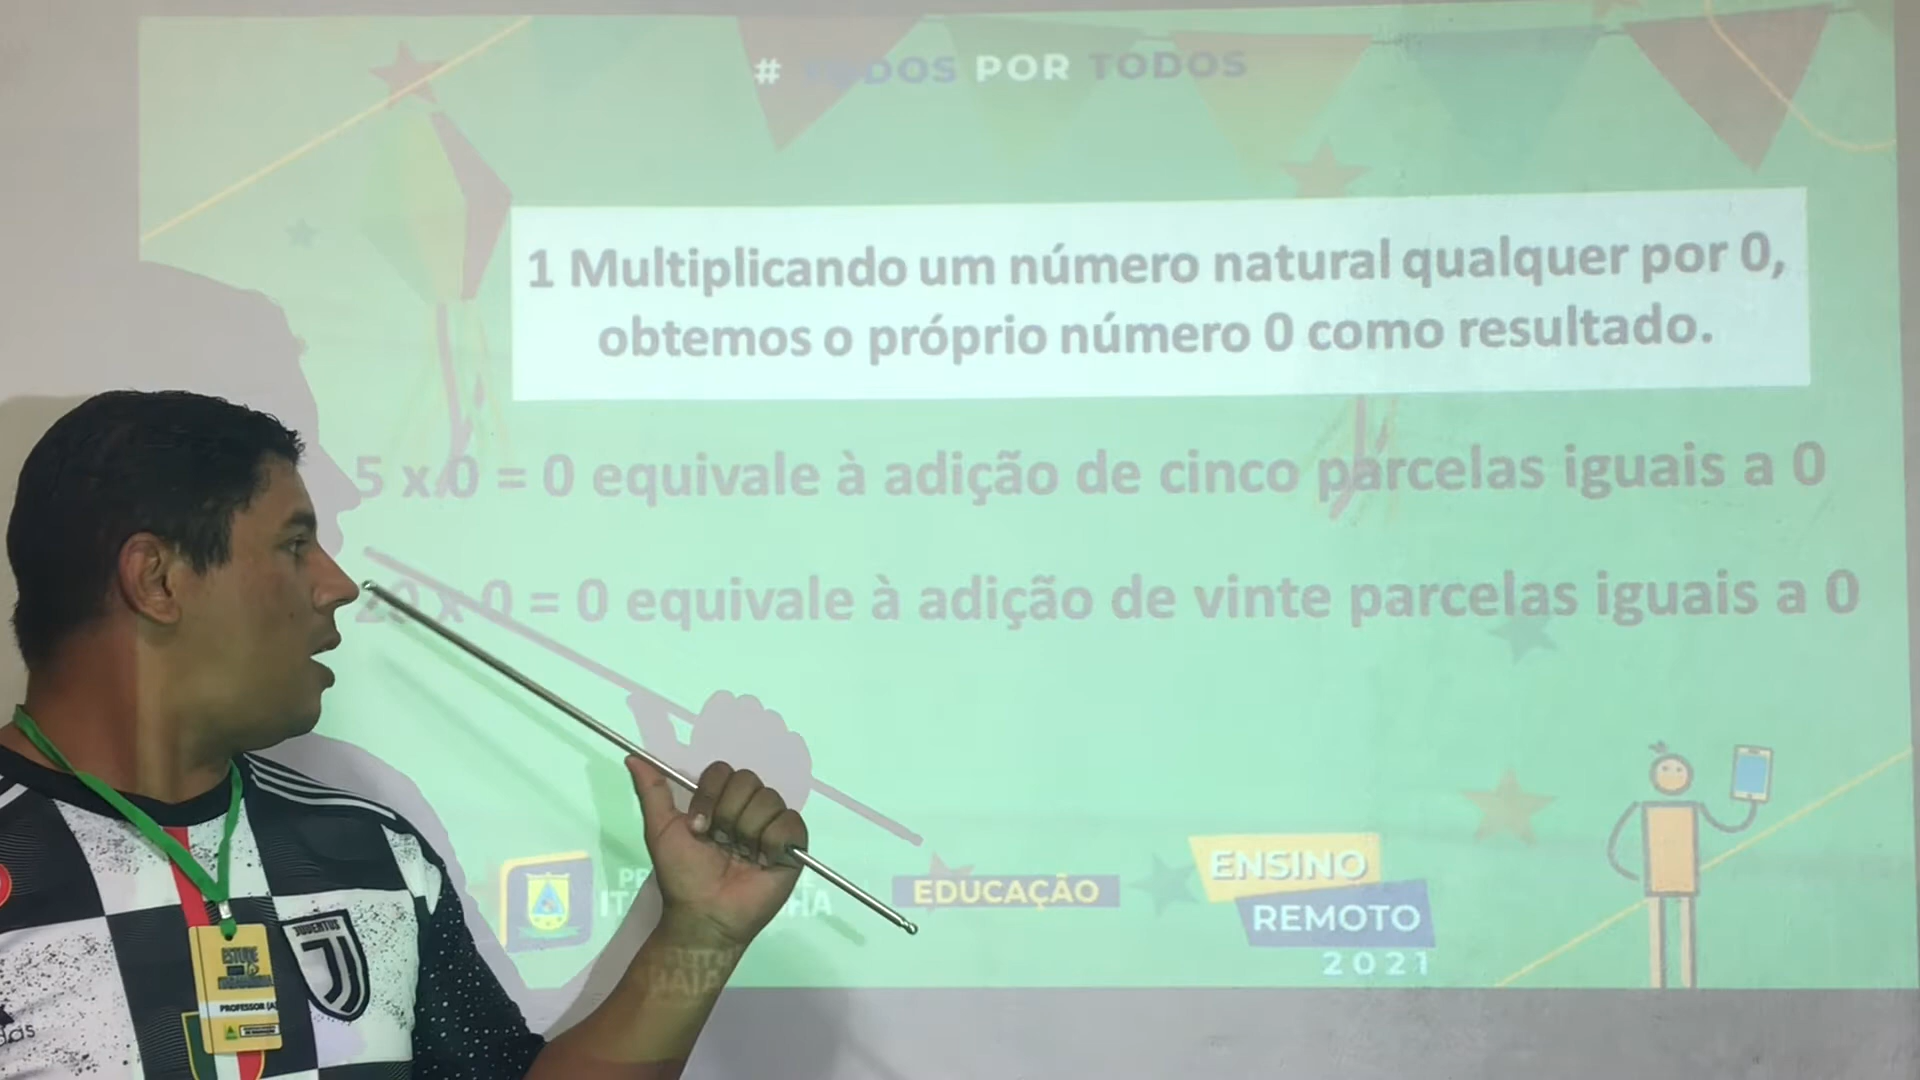 # TODOS POR TODOS
1 Multiplicando um número natural qualquer por 0,
obtemos o próprio número 0 como resultado.
5 x 0 = 0 equivale à adição de cinco parcelas iguais a 0
20 x 0 = 0 equivale à adição de vinte parcelas iguais a 0
EDUCAÇÃO
ENSINO
REMOTO
2021
JUVENTUS
ESTUDE
PROFESSOR (A)